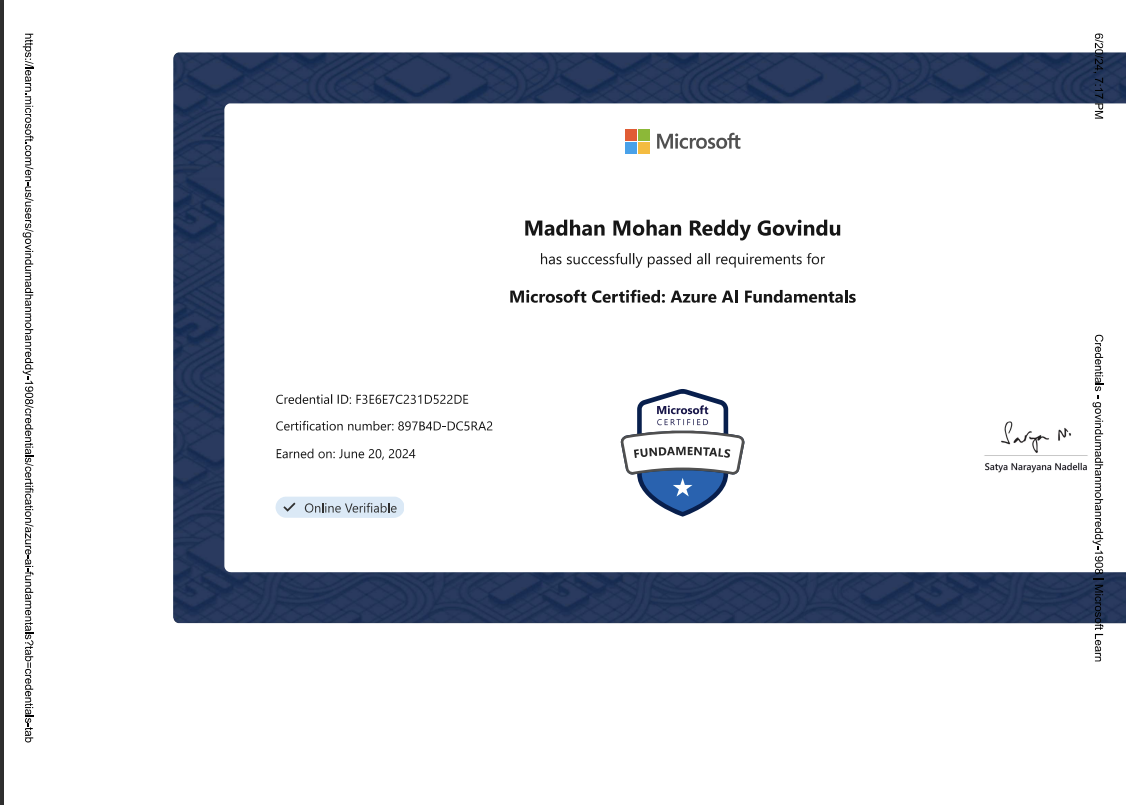 6/20/24, 7:17 PM
Credentials - govindumadhanmohanreddy-1908 | Microsoft Learn
Microsoft
Madhan Mohan Reddy Govindu
has successfully passed all requirements for
Microsoft Certified: Azure AI Fundamentals
Credential ID: F3E6E7C231D522DE
Certification number: 897B4D-DC5RA2
Earned on: June 20, 2024
Online Verifiable
Microsoft
CERTIFIED
FUNDAMENTALS
Satya N.
Satya Narayana Nadella
https://learn.microsoft.com/en-us/users/govindumadhanmohanreddy-1908/credentials/certification/azure-ai-fundamentals?tab=credentials-tab